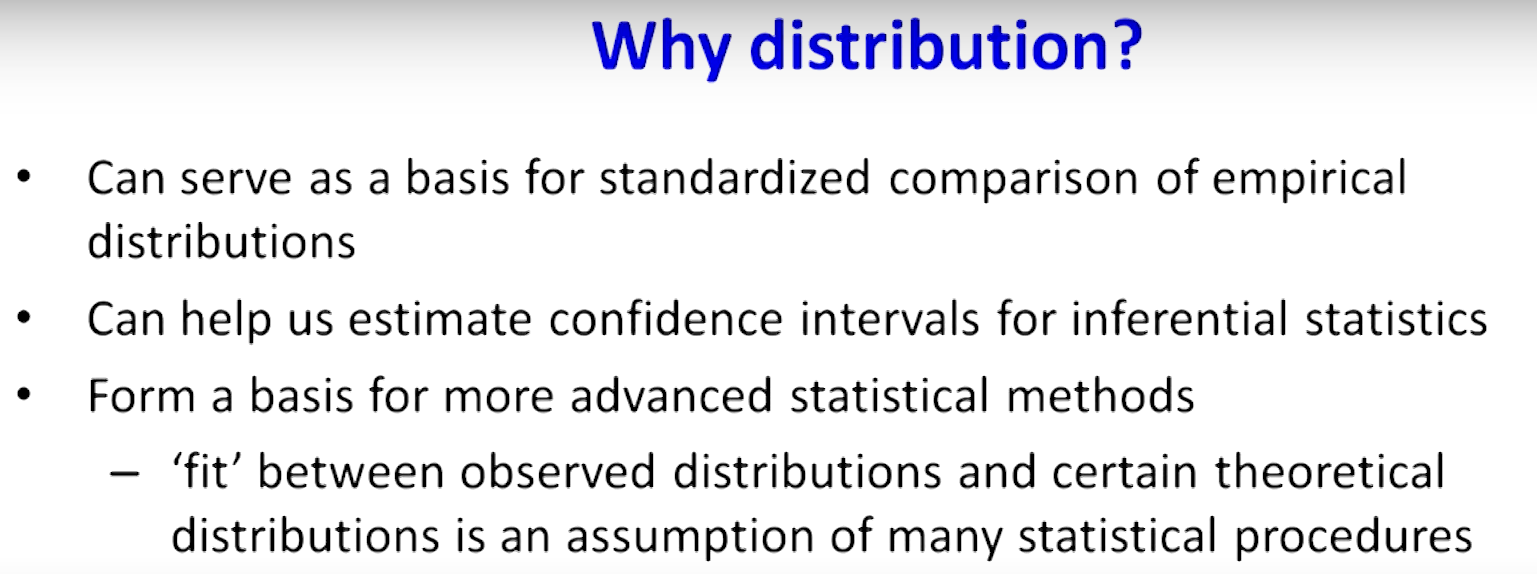 Why distribution?
• Can serve as a basis for standardized comparison of empirical
distributions
• Can help us estimate confidence intervals for inferential statistics
• Form a basis for more advanced statistical methods
– ‘fit’ between observed distributions and certain theoretical
distributions is an assumption of many statistical procedures